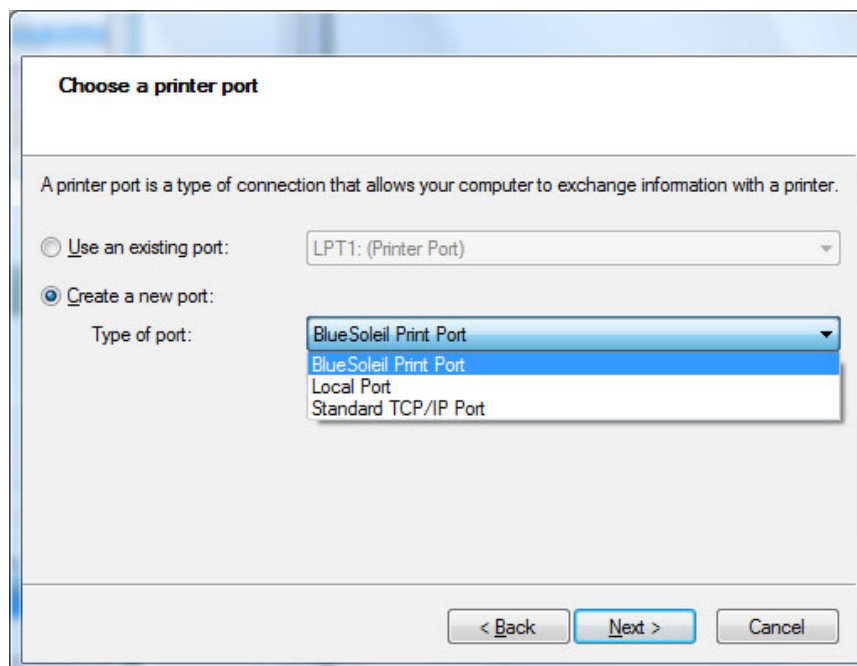 Choose a printer port
A printer port is a type of connection that allows your computer to exchange information with a printer.
Use an existing port: LPT1: (Printer Port)
Create a new port:
Type of port: BlueSoleil Print Port
BlueSoleil Print Port
Local Port
Standard TCP/IP Port
< Back Next > Cancel